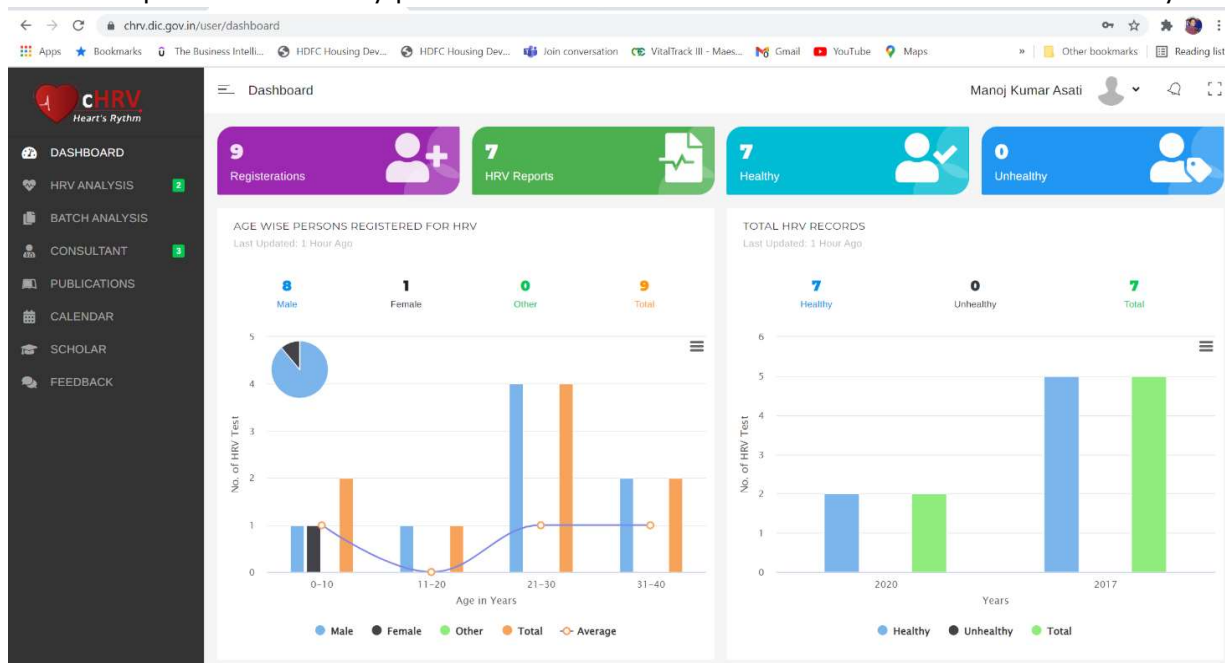 chrv.dic.gov.in/user/dashboard
Apps Bookmarks The Business Intelli... HDFC Housing Dev... HDFC Housing Dev... Join conversation VitalTrack III - Maes... Gmail YouTube Maps » Other bookmarks Reading list
cHRV
Heart's Rythm
Dashboard
Manoj Kumar Asati
DASHBOARD
HRV ANALYSIS 2
BATCH ANALYSIS
CONSULTANT 3
PUBLICATIONS
CALENDAR
SCHOLAR
FEEDBACK
9
Registerations
7
HRV Reports
7
Healthy
0
Unhealthy
AGE WISE PERSONS REGISTERED FOR HRV
Last Updated: 1 Hour Ago
8 1 0 9
Male Female Other Total
5
4
3
2
1
0
No. of HRV Test
0-10 11-20 21-30 31-40
Age in Years
Male Female Other Total Average
TOTAL HRV RECORDS
Last Updated: 1 Hour Ago
7 0 7
Healthy Unhealthy Total
6
5
4
3
2
1
0
No. of HRV Test
2020 2017
Years
Healthy Unhealthy Total